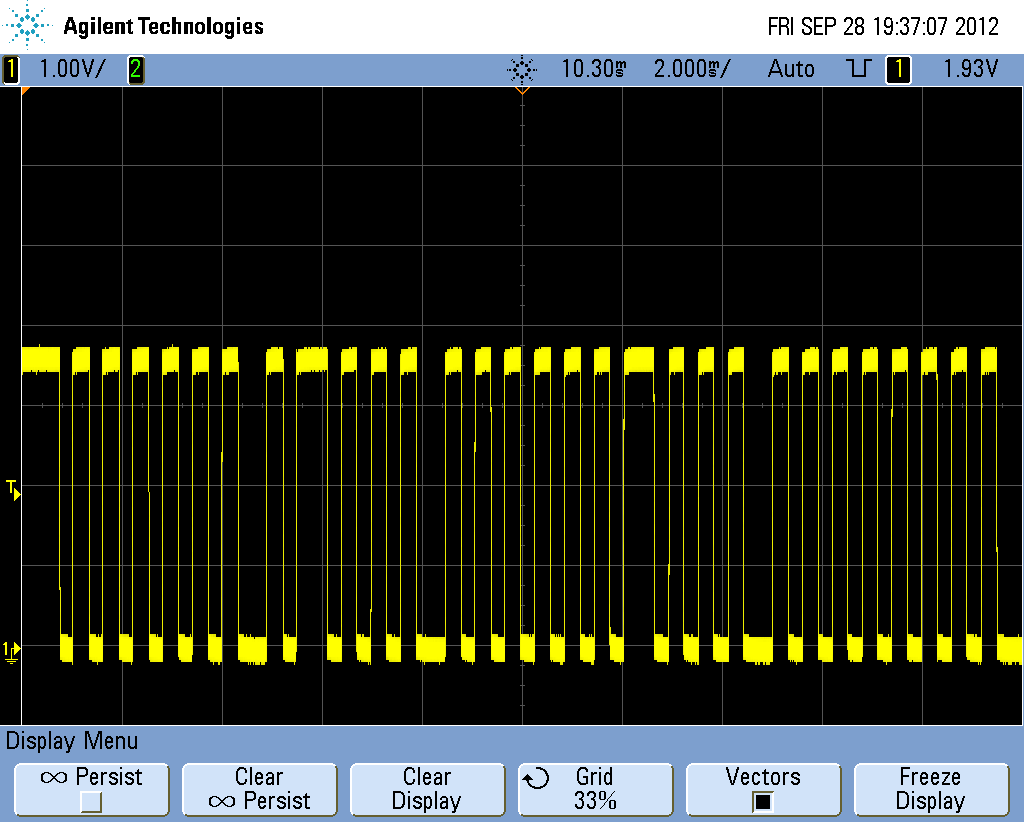 Agilent Technologies FRI SEP 28 19:37:07 2012
1 1.00V/ 2 10.30ms 2.000ms/ Auto 1 1.93V
T
1
Display Menu
∞ Persist
Clear
∞ Persist
Clear
Display
Grid
33%
Vectors
Freeze
Display